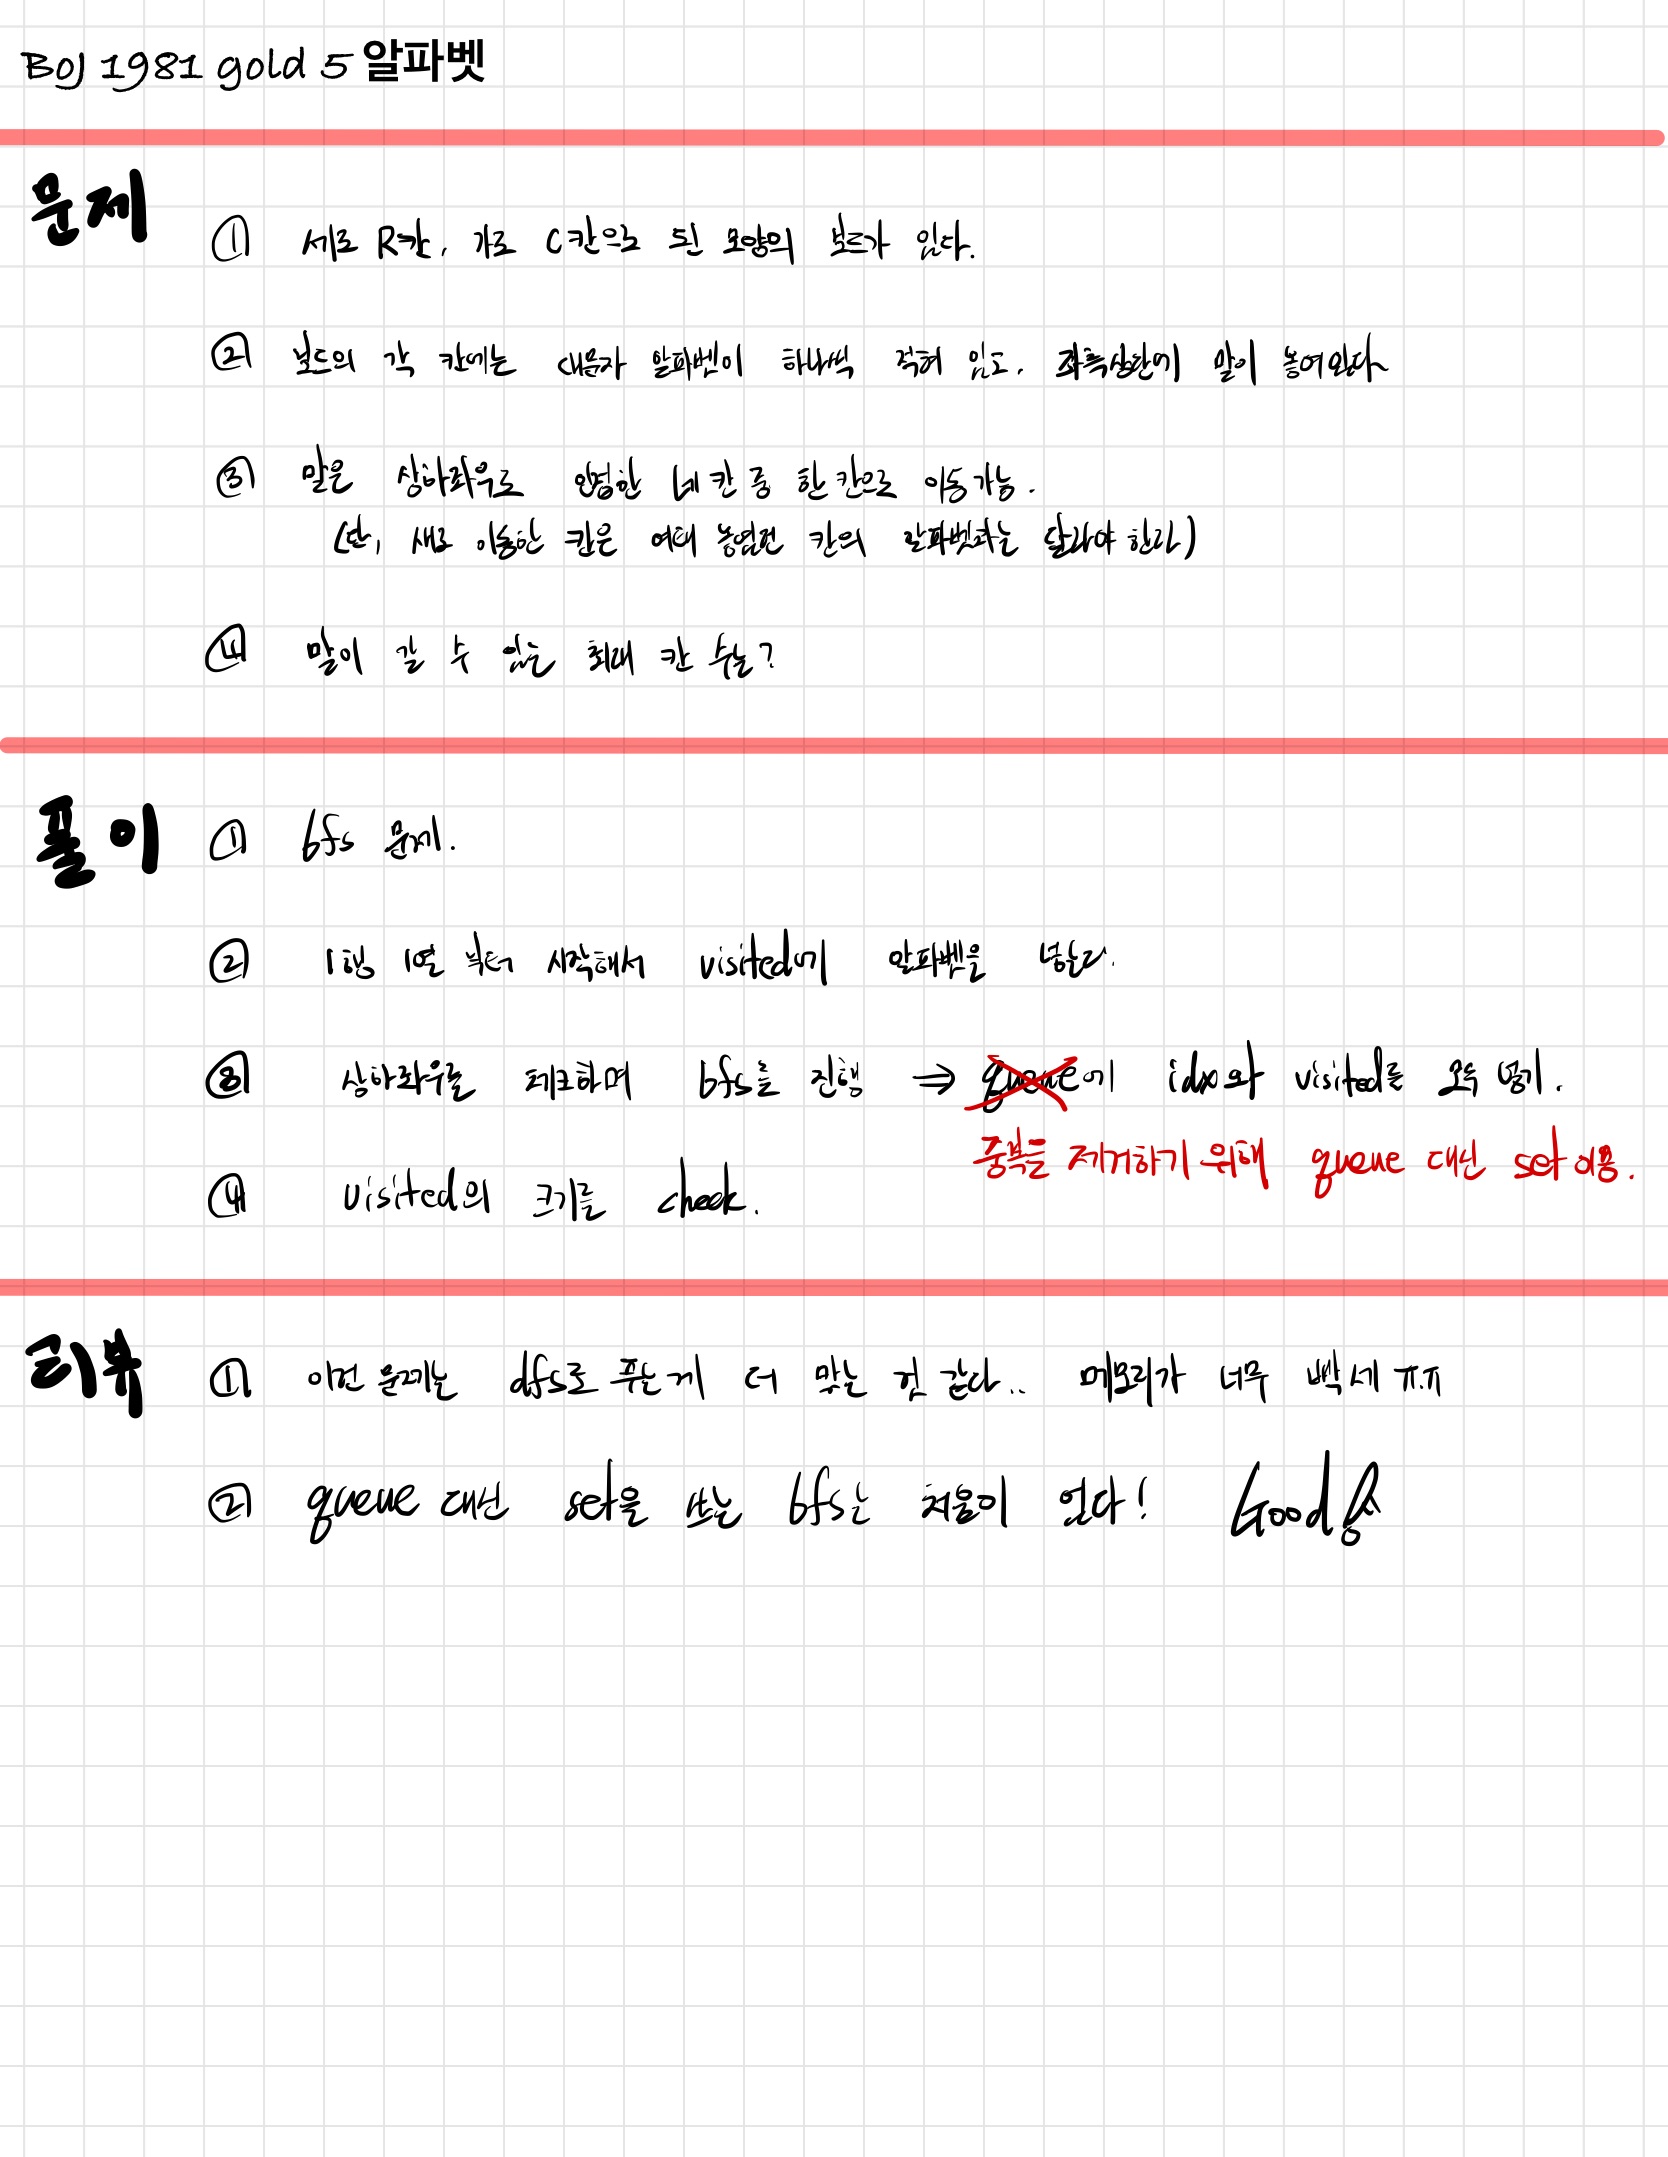 BOJ 1981 gold 5 알파벳
문제
① 세로 R칸, 가로 C칸으로 된 모양의 보드가 있다.
② 보드의 각 칸에는 대문자 알파벳이 하나씩 적혀 있고, 좌측상단에 말이 놓여있다
③ 말은 상하좌우로 인접한 네 칸 중 한 칸으로 이동 가능.
(단, 새로 이동한 칸은 여태 놓였던 칸의 알파벳과는 달라야 한다)
④ 말이 갈 수 있는 최대 칸 수는?
풀이
① bfs 문제.
② 1행 1열 부터 시작해서 visited에 알파벳을 넣는다.
③ 상하좌우를 체크하며 bfs를 진행 ⇒ queue에 idx와 visited를 모두 넣기.
중복을 제거하기 위해 queue 대신 set 이용.
④ visited의 크기를 check.
리뷰
① 이런 문제는 dfs로 푸는게 더 맞는 것 같다.. 메모리가 너무 빡세 ㅠ.ㅠ
② queue 대신 set을 쓰는 bfs는 처음이 었다! Good